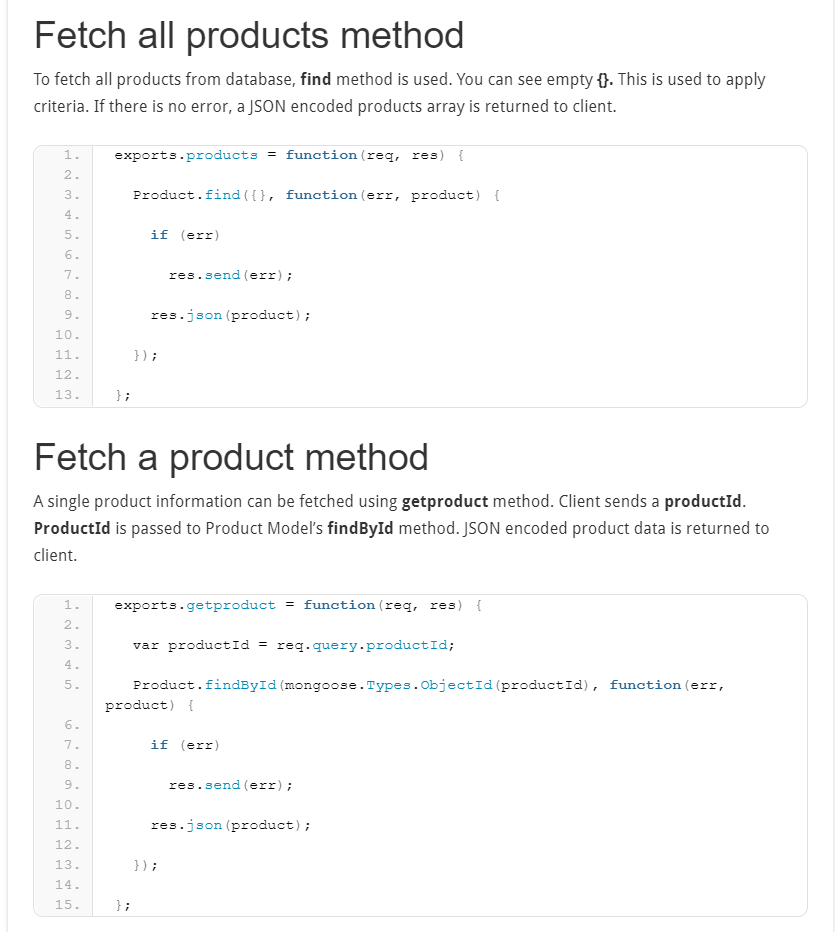 Fetch all products method
To fetch all products from database, find method is used. You can see empty {}. This is used to apply
criteria. If there is no error, a JSON encoded products array is returned to client.
1. exports.products = function(req, res) {
2.
3. Product.find({}, function(err, product) {
4.
5. if (err)
6.
7. res.send(err);
8.
9. res.json(product);
10.
11. });
12.
13. };
Fetch a product method
A single product information can be fetched using getproduct method. Client sends a productId.
ProductId is passed to Product Model’s findById method. JSON encoded product data is returned to
client.
1. exports.getproduct = function(req, res) {
2.
3. var productId = req.query.productId;
4.
5. Product.findById(mongoose.Types.ObjectId(productId), function(err,
product) {
6.
7. if (err)
8.
9. res.send(err);
10.
11. res.json(product);
12.
13. });
14.
15. };